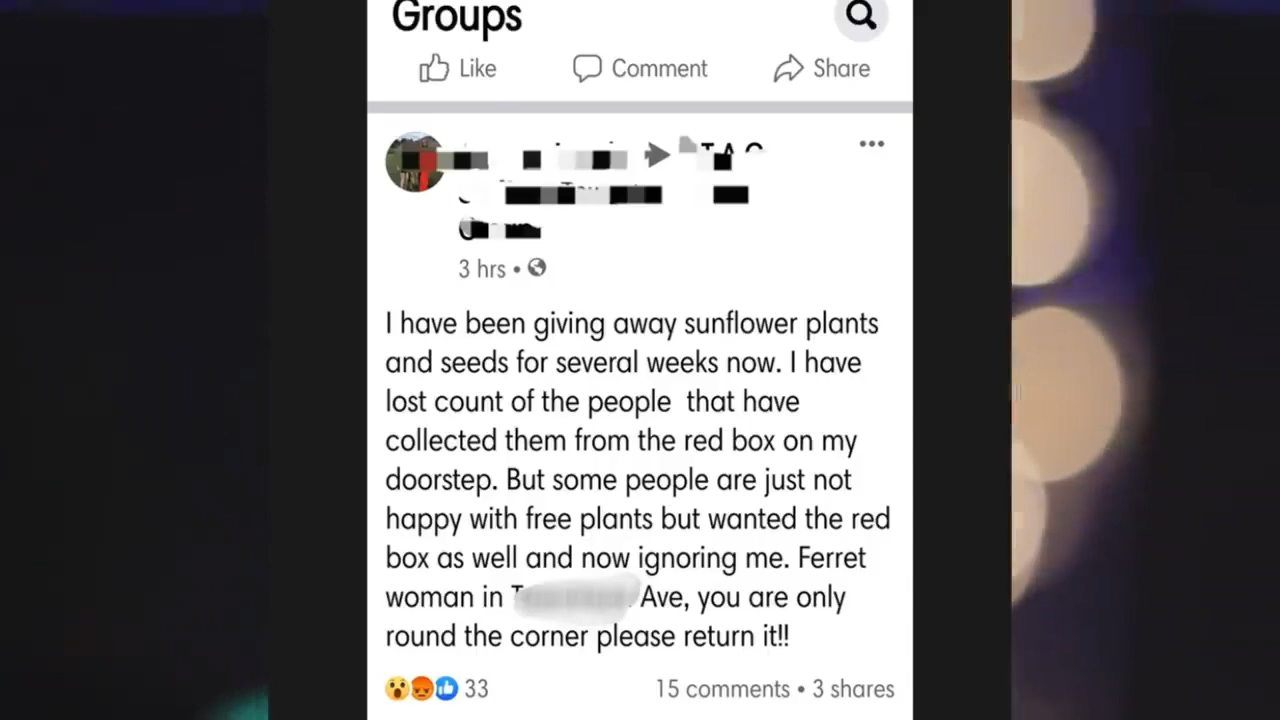 Groups
Like Comment Share
3 hrs •
I have been giving away sunflower plants
and seeds for several weeks now. I have
lost count of the people that have
collected them from the red box on my
doorstep. But some people are just not
happy with free plants but wanted the red
box as well and now ignoring me. Ferret
woman in Ave, you are only
round the corner please return it!!
33 15 comments • 3 shares